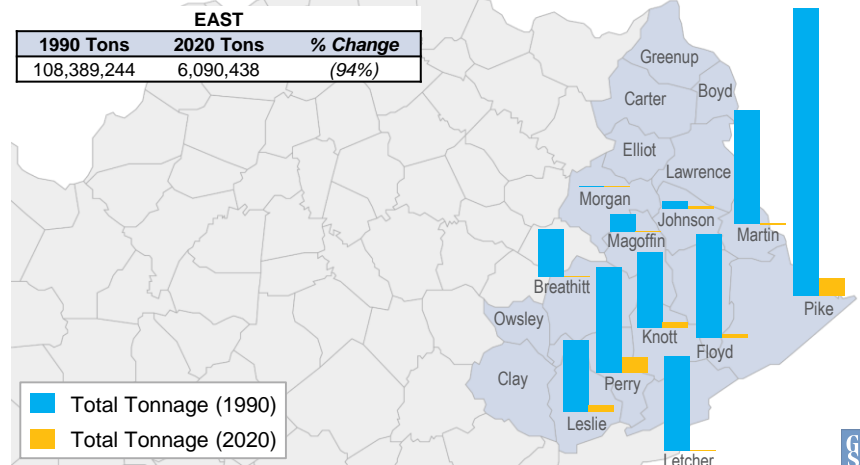 EAST
1990 Tons 2020 Tons % Change
108,389,244 6,090,438 (94%)
Greenup
Boyd
Carter
Elliot
Lawrence
Morgan
Johnson
Martin
Magoffin
Breathitt
Pike
Owsley
Knott
Floyd
Clay
Perry
Leslie
Letcher
Total Tonnage (1990)
Total Tonnage (2020)
G
S